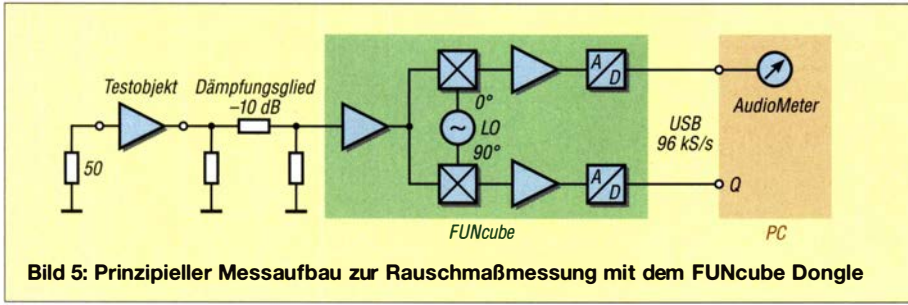 Testobjekt
Dämpfungsglied
–10 dB
50
0°
LO
~
90°
A
D
A
D
FUNcube
USB
96 kS/s
AudioMeter
Q
PC
Bild 5: Prinzipieller Messaufbau zur Rauschmaßmessung mit dem FUNcube Dongle